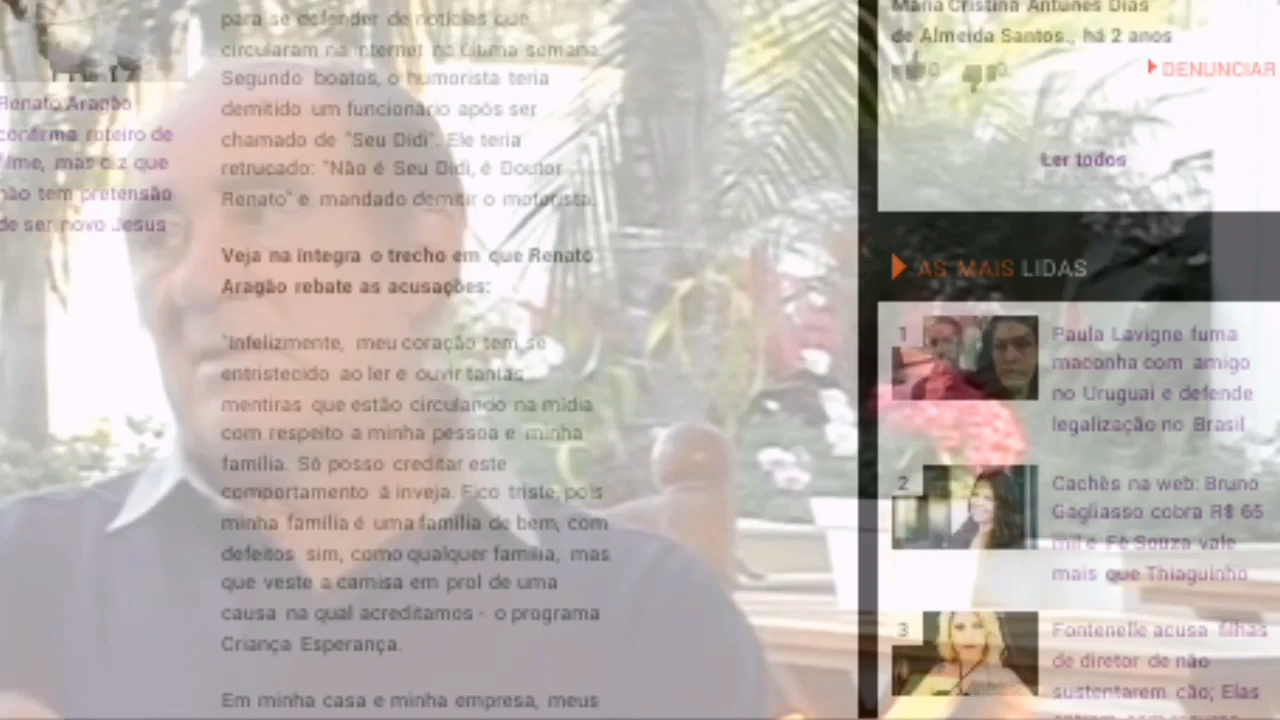 Renato Aragão
confirma roteiro de
filme, mas diz que
não tem pretensão
de ser novo Jesus
para se defender de notícias que
circularam na internet na última semana.
Segundo boatos, o humorista teria
demitido um funcionário após ser
chamado de "Seu Didi". Ele teria
retrucado: "Não é Seu Didi, é Doutor
Renato" e mandado demitir o motorista.
Veja na íntegra o trecho em que Renato
Aragão rebate as acusações:
"Infelizmente, meu coração tem se
entristecido ao ler e ouvir tantas
mentiras que estão circulando na mídia
com respeito a minha pessoa e minha
família. Só posso creditar este
comportamento à inveja. Fico triste, pois
minha família é uma família de bem, com
defeitos sim, como qualquer família, mas
que veste a camisa em prol de uma
causa na qual acreditamos - o programa
Criança Esperança.
Em minha casa e minha empresa, meus
Maria Cristina Antunes Dias
de Almeida Santos., há 2 anos
0 0
DENUNCIAR
Ler todos
AS MAIS LIDAS
1
Paula Lavigne fuma
maconha com amigo
no Uruguai e defende
legalização no Brasil
2
Cachês na web: Bruno
Gagliasso cobra R$ 65
mil e Fê Souza vale
mais que Thiaguinho
3
Fontenelle acusa filhas
de diretor de não
sustentarem cão; Elas